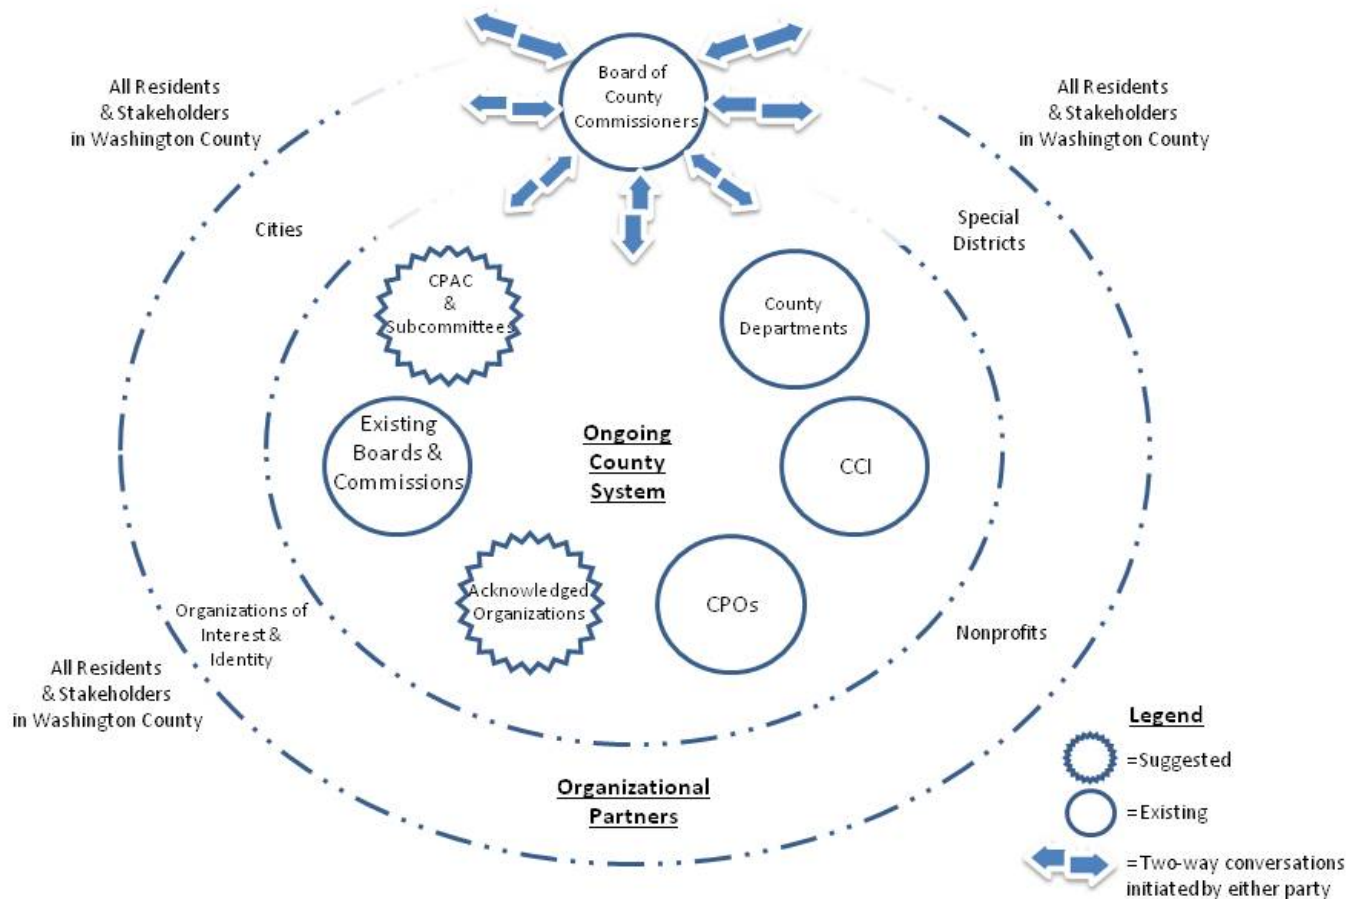 Board of
County
Commissioners
All Residents
& Stakeholders
in Washington County
All Residents
& Stakeholders
in Washington County
Cities
Special
Districts
CPAC
&
Subcommittees
County
Departments
Existing
Boards &
Commissions
Ongoing
County
System
CCI
Acknowledged
Organizations
CPOs
Organizations of
Interest &
Identity
Nonprofits
All Residents
& Stakeholders
in Washington County
Organizational
Partners
Legend
=Suggested
=Existing
=Two-way conversations
initiated by either party